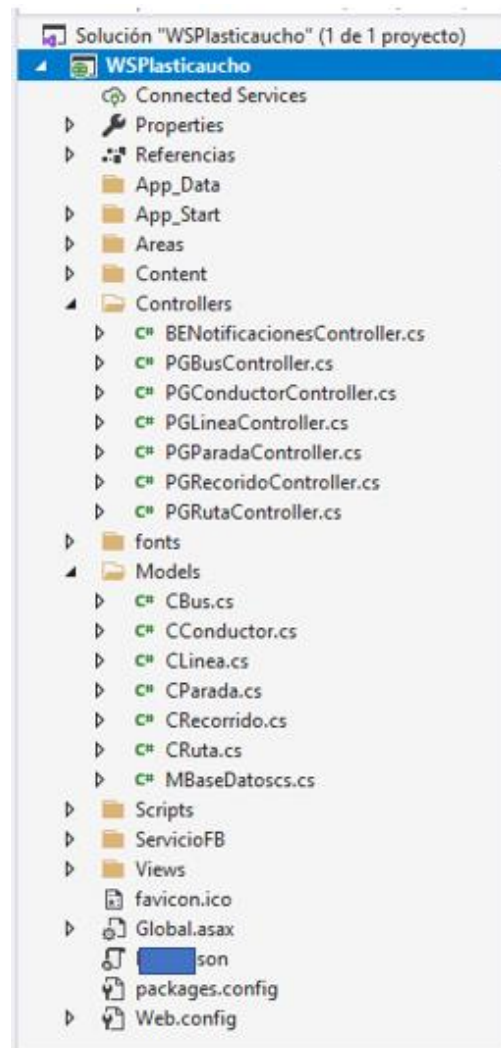 Solución "WSPlasticaucho" (1 de 1 proyecto)
WSPlasticaucho
Connected Services
Properties
Referencias
App_Data
App_Start
Areas
Content
Controllers
C# BENotificacionesController.cs
C# PGBusController.cs
C# PGConductorController.cs
C# PGLineaController.cs
C# PGParadaController.cs
C# PGRecoridoController.cs
C# PGRutaController.cs
fonts
Models
C# CBus.cs
C# CConductor.cs
C# CLinea.cs
C# CParada.cs
C# CRecorrido.cs
C# CRuta.cs
C# MBaseDatoscs.cs
Scripts
ServicioFB
Views
favicon.ico
Global.asax
son
packages.config
Web.config